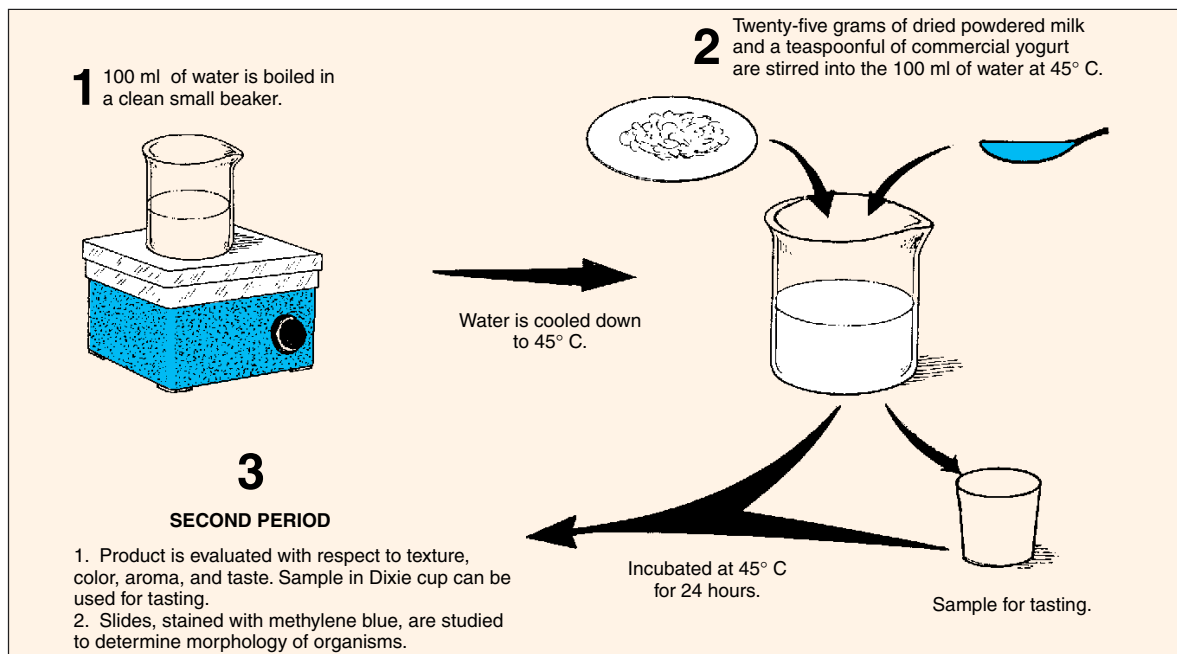 1 100 ml of water is boiled in
a clean small beaker.
2 Twenty-five grams of dried powdered milk
and a teaspoonful of commercial yogurt
are stirred into the 100 ml of water at 45° C.
Water is cooled down
to 45° C.
3
SECOND PERIOD
1. Product is evaluated with respect to texture,
color, aroma, and taste. Sample in Dixie cup can be
used for tasting.
2. Slides, stained with methylene blue, are studied
to determine morphology of organisms.
Incubated at 45° C
for 24 hours.
Sample for tasting.